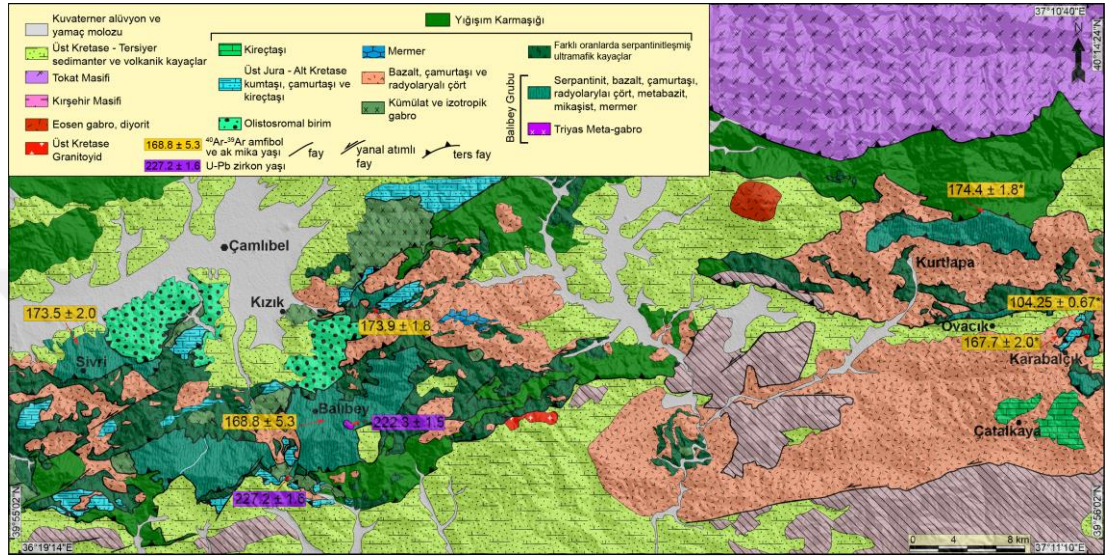 Kuvaterner alüvyon ve
yamaç molozu
Üst Kretase - Tersiyer
sedimanter ve volkanik kayaçlar
Tokat Masifi
Kırşehir Masifi
Eosen gabro, diyorit
Üst Kretase
Granitoyid
Yığışım Karmaşığı
Kireçtaşı
Üst Jura - Alt Kretase
kumtaşı, çamurtaşı ve
kireçtaşı
Olistosromal birim
Mermer
Bazalt, çamurtaşı ve
radyolaryalı çört
Kümülat ve izotropik
gabro
Farklı oranlarda serpantinitleşmiş
ultramafik kayaçlar
Balıbey Grubu
Serpantinit, bazalt, çamurtaşı,
radyolarylaı çört, metabazit,
mikaşist, mermer
Triyas Meta-gabro
168.8 ± 5.3
⁴⁰Ar-³⁹Ar amfibol
ve ak mika yaşı
227.2 ± 1.6
U-Pb zirkon yaşı
fay
yanal atımlı
fay
ters fay
37°10'40"E
40°14'24"N
N
174.4 ± 1.8*
Çamlıbel
Kurtlapa
Kızık
104.25 ± 0.67*
173.5 ± 2.0
173.9 ± 1.8
Ovacık
167.7 ± 2.0*
Sivri
Karabalçık
Balıbey
168.8 ± 5.3
222.3 ± 1.5
Çatalkaya
227.2 ± 1.6
39°55'02"N
39°56'02"N
36°19'14"E
0 4 8 km
37°11'10"E